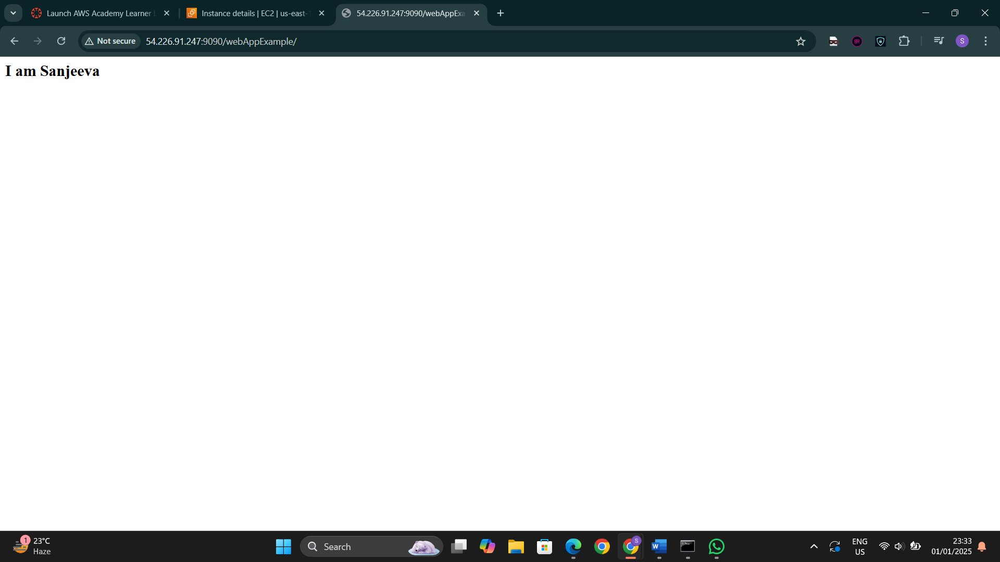 Launch AWS Academy Learner
Instance details | EC2 | us-east-1
54.226.91.247:9090/webAppExa
Not secure
54.226.91.247:9090/webAppExample/
S
I am Sanjeeva
1
23°C
Haze
Search
S
W
ENG
US
23:33
01/01/2025